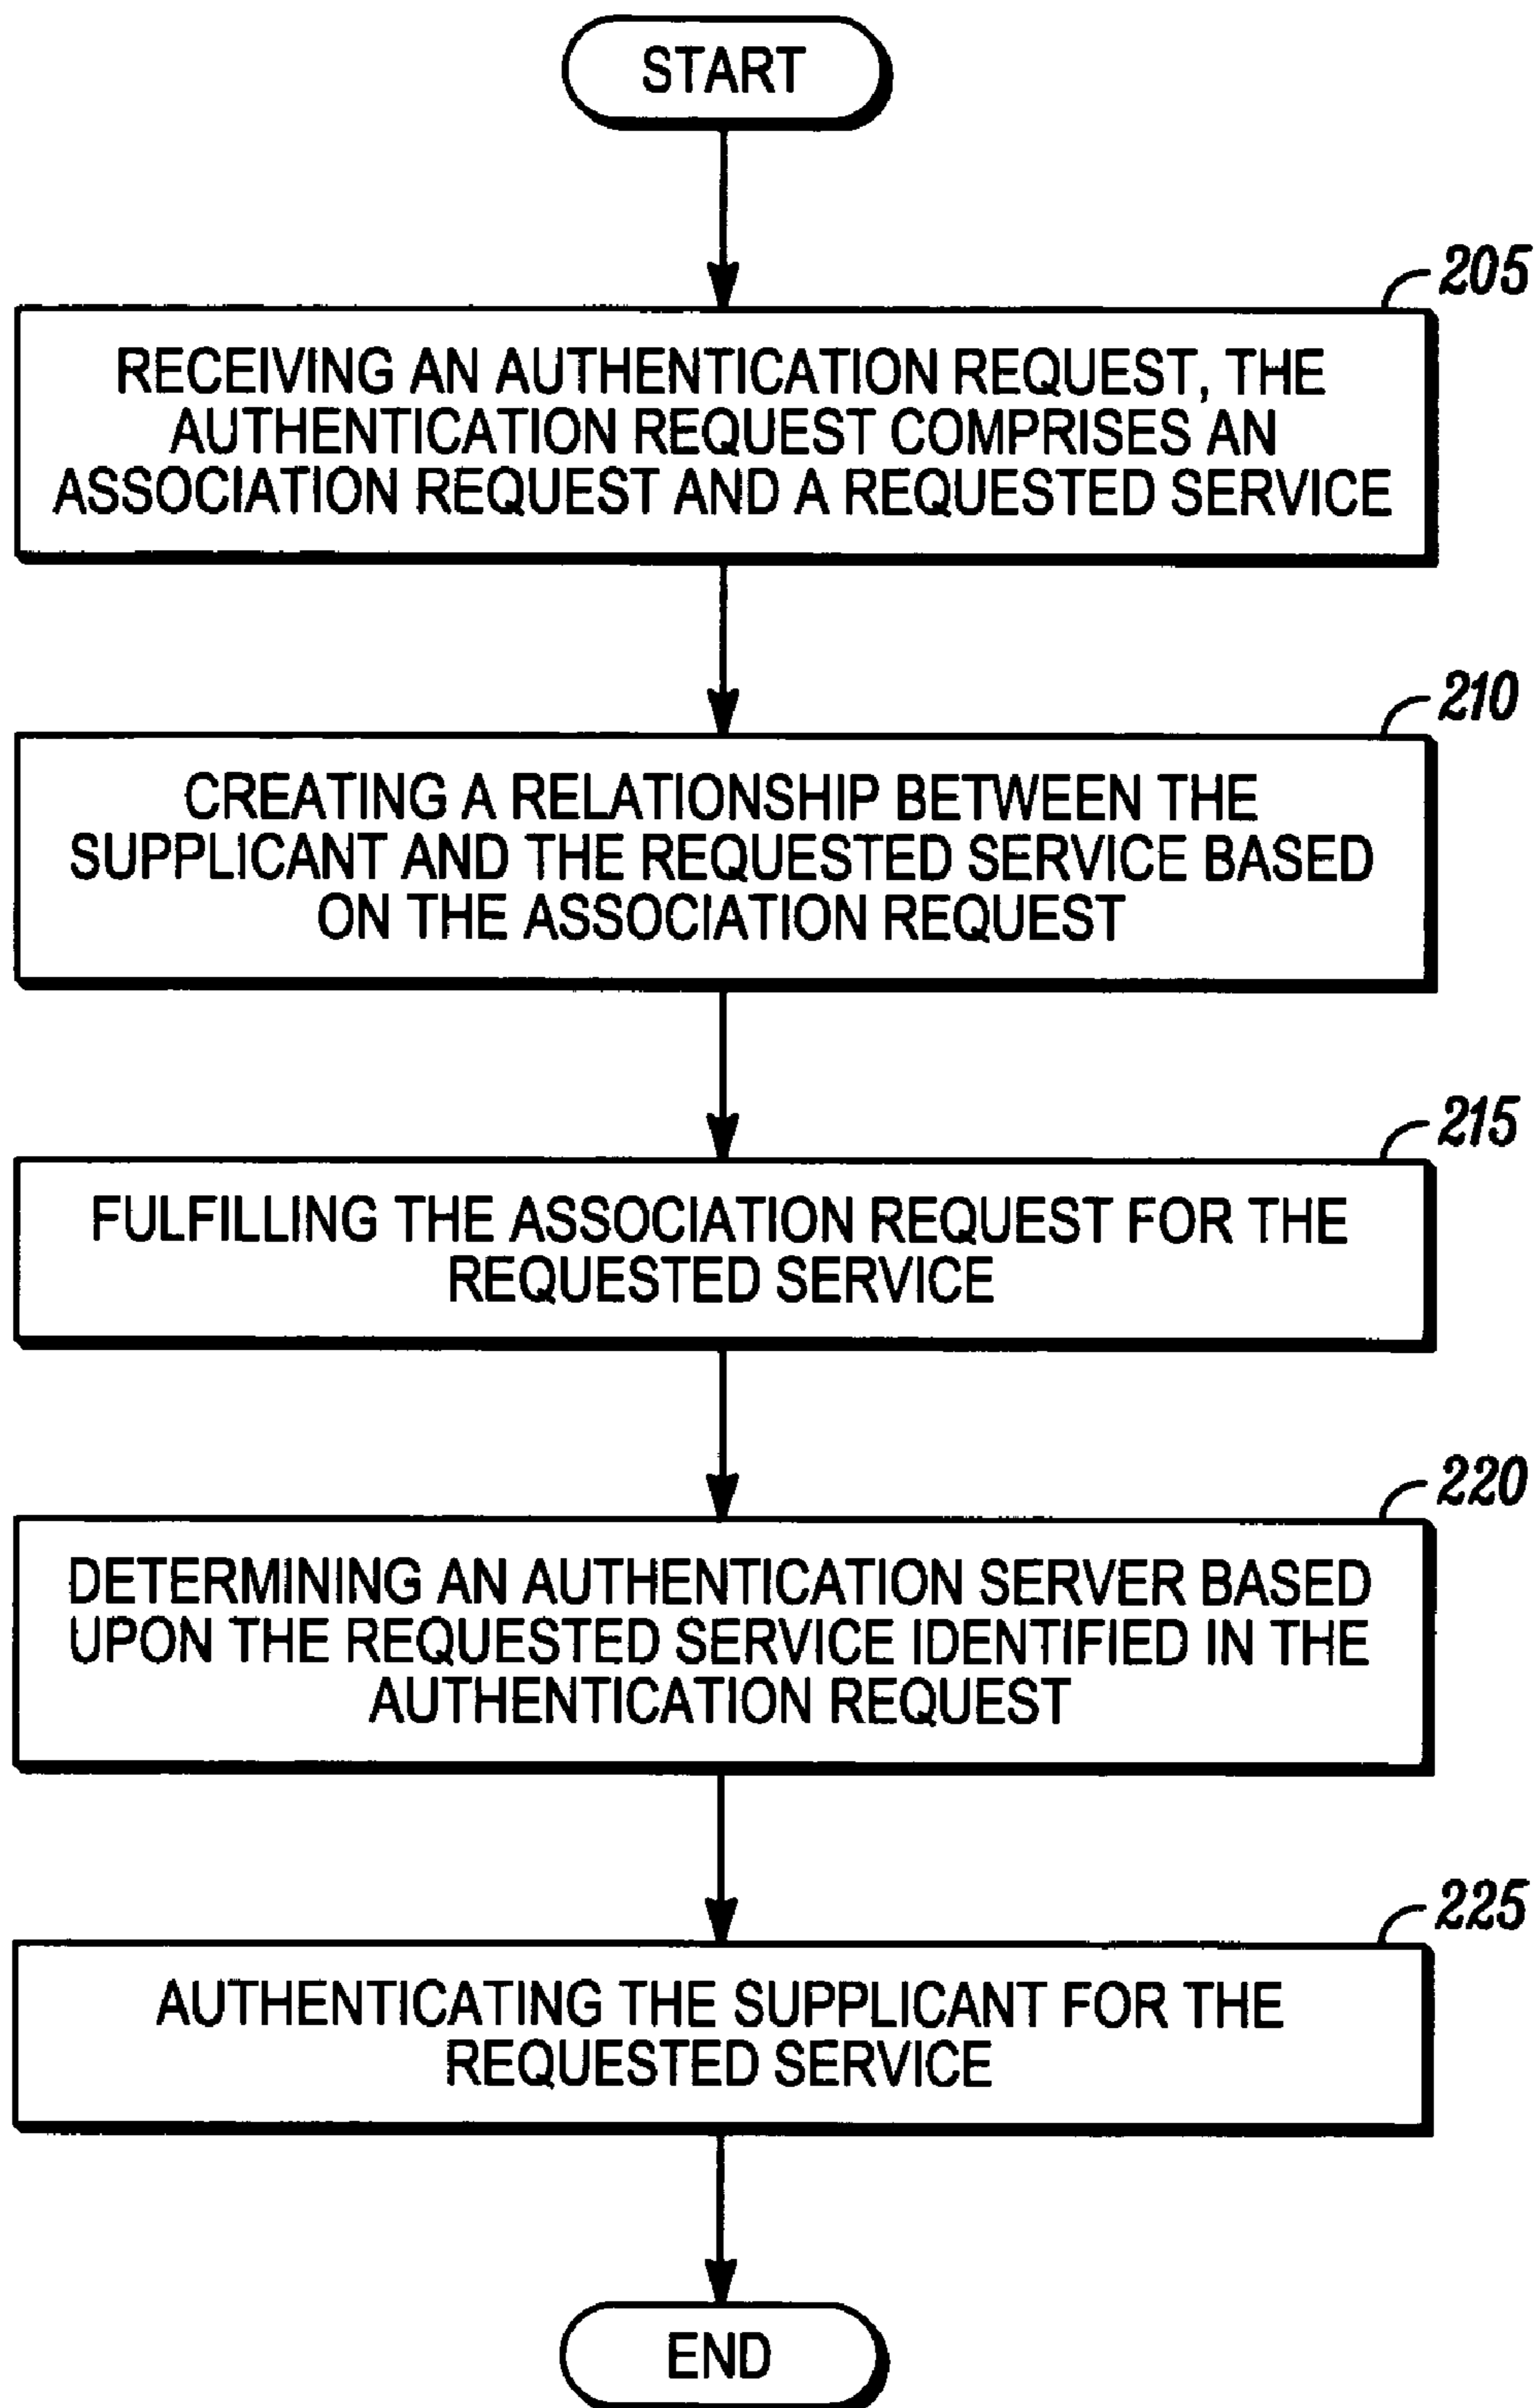 START
205
RECEIVING AN AUTHENTICATION REQUEST, THE
AUTHENTICATION REQUEST COMPRISES AN
ASSOCIATION REQUEST AND A REQUESTED SERVICE
210
CREATING A RELATIONSHIP BETWEEN THE
SUPPLICANT AND THE REQUESTED SERVICE BASED
ON THE ASSOCIATION REQUEST
215
FULFILLING THE ASSOCIATION REQUEST FOR THE
REQUESTED SERVICE
220
DETERMINING AN AUTHENTICATION SERVER BASED
UPON THE REQUESTED SERVICE IDENTIFIED IN THE
AUTHENTICATION REQUEST
225
AUTHENTICATING THE SUPPLICANT FOR THE
REQUESTED SERVICE
END